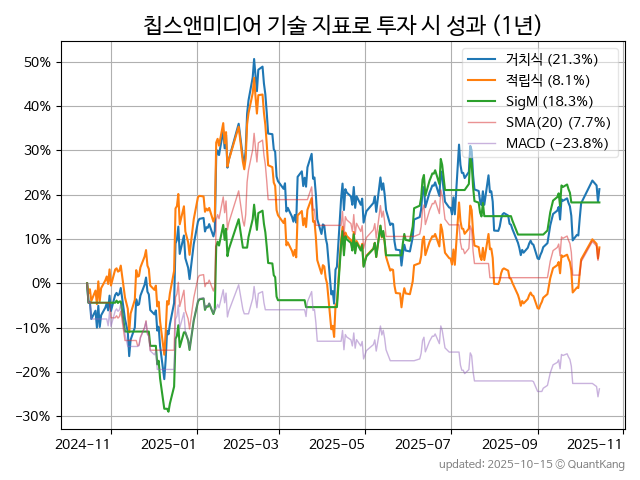 칩스앤미디어 기술 지표로 투자 시 성과 (1년)
거치식 (21.3%)
적립식 (8.1%)
SigM (18.3%)
SMA(20) (7.7%)
MACD (−23.8%)
50%
40%
30%
20%
10%
0%
−10%
−20%
−30%
2024-11 2025-01 2025-03 2025-05 2025-07 2025-09 2025-11
updated: 2025-10-15 ⓒ QuantKang